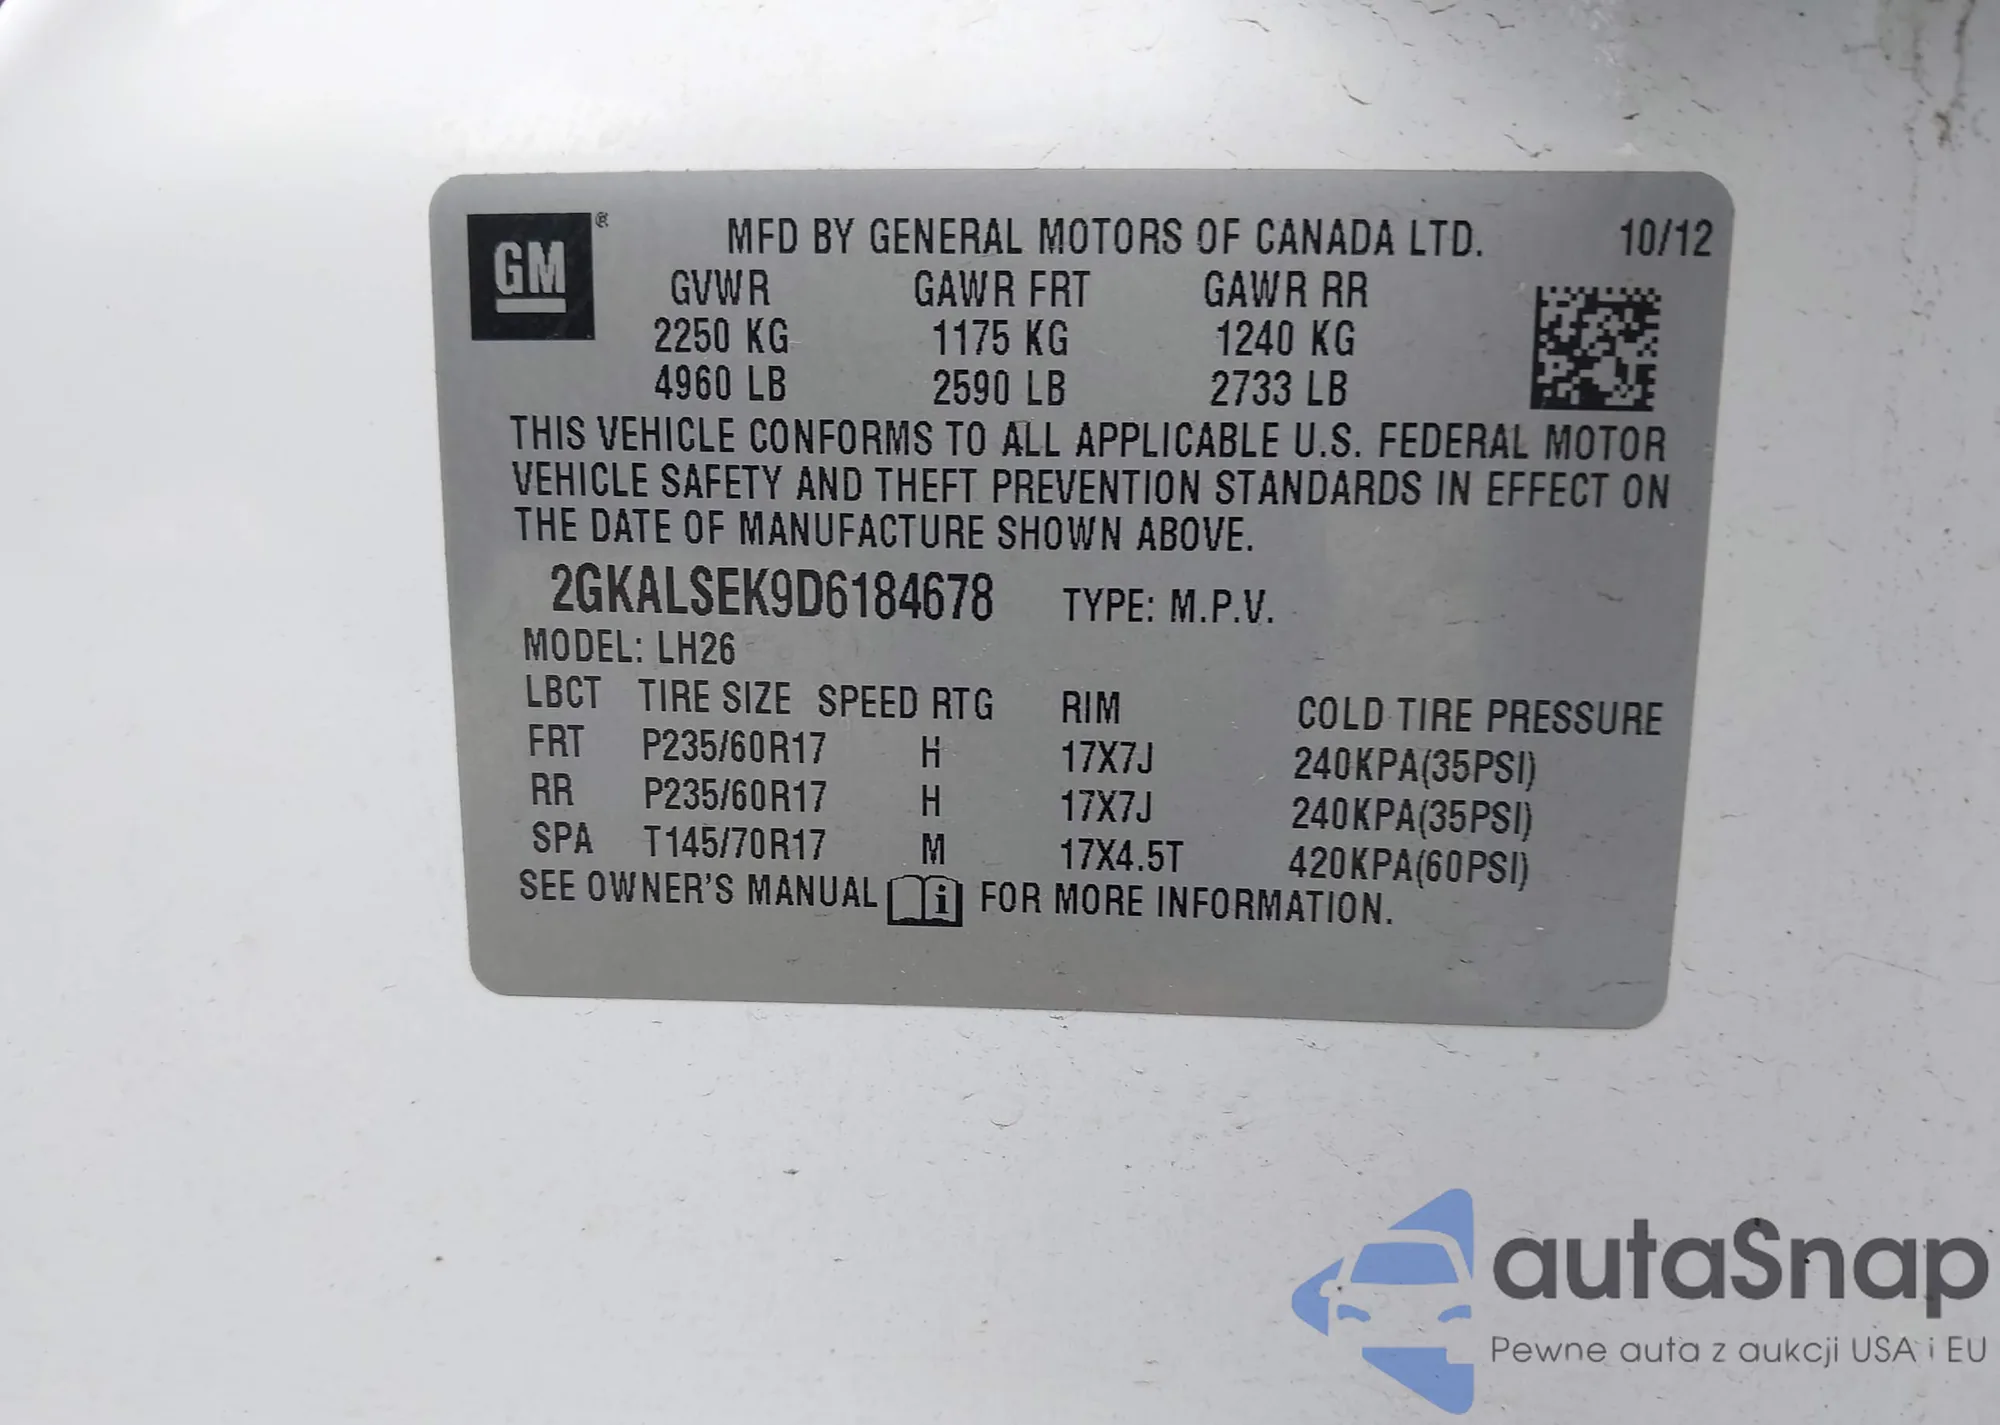 GM ®
MFD BY GENERAL MOTORS OF CANADA LTD. 10/12
GVWR GAWR FRT GAWR RR
2250 KG 1175 KG 1240 KG
4960 LB 2590 LB 2733 LB
THIS VEHICLE CONFORMS TO ALL APPLICABLE U.S. FEDERAL MOTOR
VEHICLE SAFETY AND THEFT PREVENTION STANDARDS IN EFFECT ON
THE DATE OF MANUFACTURE SHOWN ABOVE.
2GKALSEK9D6184678 TYPE: M.P.V.
MODEL: LH26
LBCT TIRE SIZE SPEED RTG RIM COLD TIRE PRESSURE
FRT P235/60R17 H 17X7J 240KPA(35PSI)
RR P235/60R17 H 17X7J 240KPA(35PSI)
SPA T145/70R17 M 17X4.5T 420KPA(60PSI)
SEE OWNER'S MANUAL i FOR MORE INFORMATION.
autaSnap
Pewne auta z aukcji USA i EU